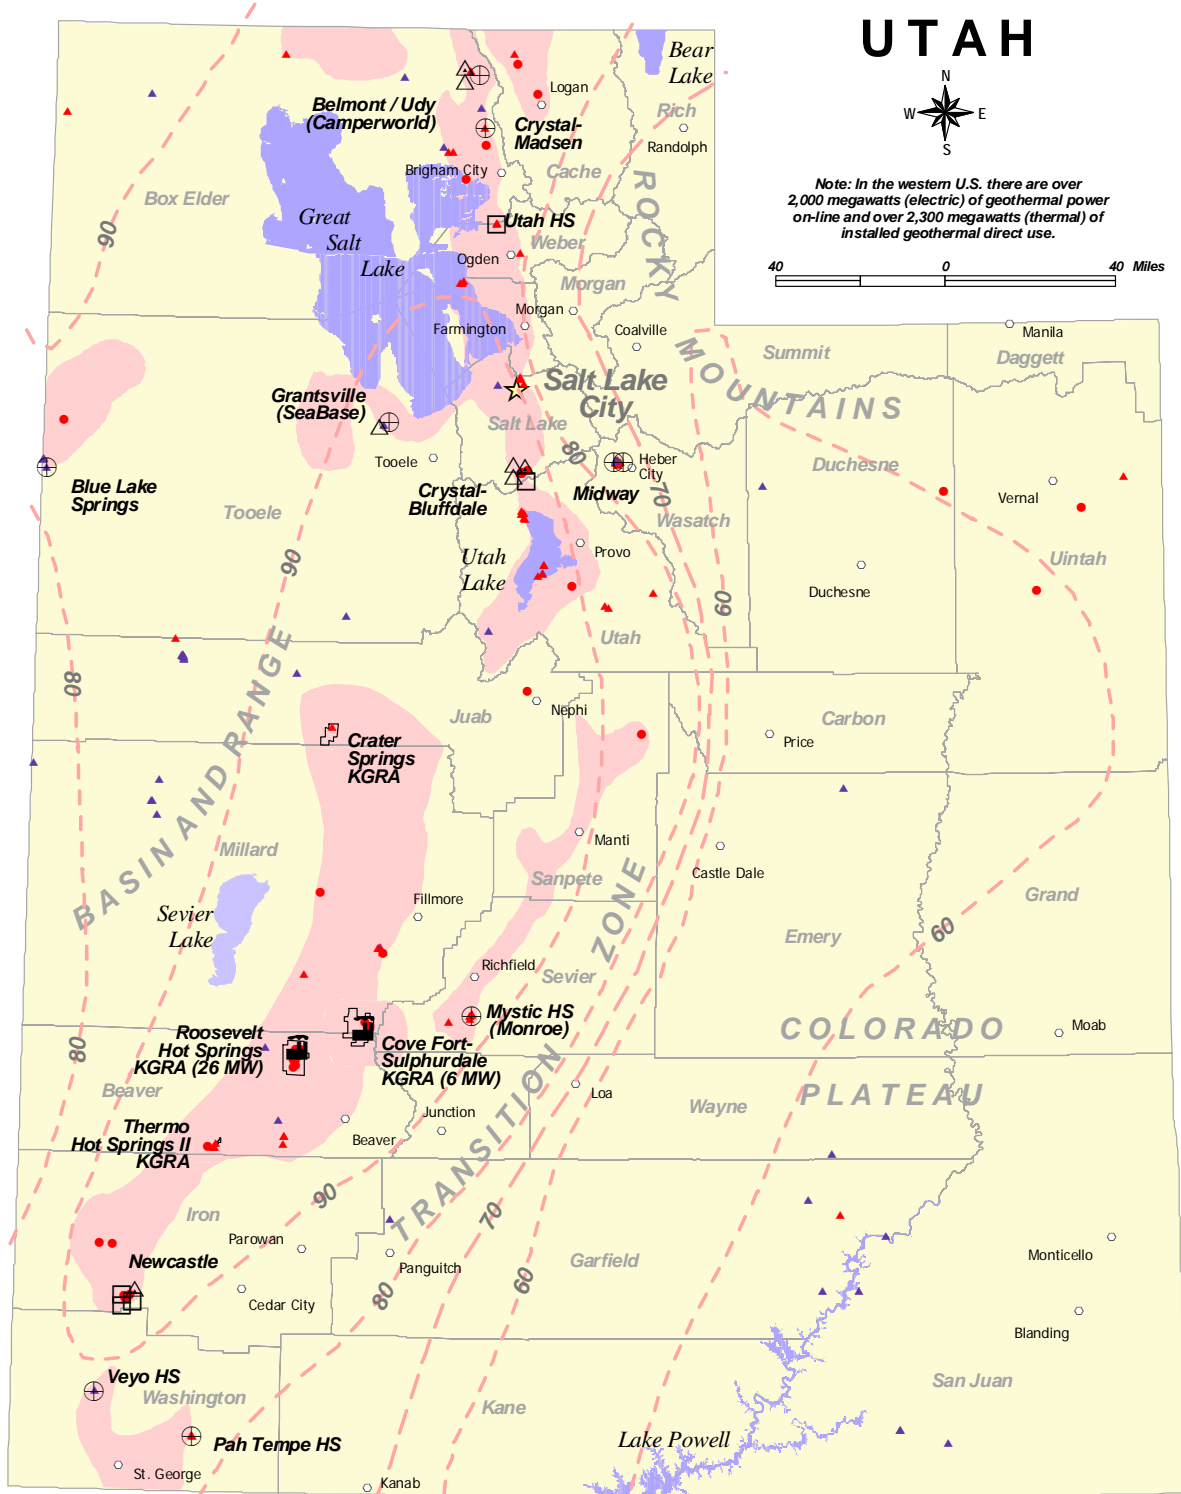 UTAH
N
W
E
S
Note: In the western U.S. there are over
2,000 megawatts (electric) of geothermal power
on-line and over 2,300 megawatts (thermal) of
installed geothermal direct use.
40
0
40
Miles
Bear
Lake
Logan
Rich
Randolph
Belmont / Udy
(Camperworld)
Crystal-
Madsen
Brigham City
Cache
Box Elder
90
Great
Salt
Lake
Utah HS
Weber
Ogden
Morgan
Morgan
Farmington
Coalville
ROCKY
MOUNTAINS
Summit
Manila
Daggett
Salt Lake
City
Grantsville
(SeaBase)
Salt Lake
80
Tooele
Heber
City
Midway
70
Duchesne
Vernal
Blue Lake
Springs
Crystal-
Bluffdale
Tooele
Wasatch
90
Utah
Lake
Provo
Uintah
Duchesne
60
Utah
80
BASIN AND RANGE
Juab
Nephi
Carbon
Price
Crater
Springs
KGRA
Manti
Millard
Castle Dale
Sanpete
Fillmore
Grand
Sevier
Lake
60
Emery
Richfield
Sevier
Mystic HS
(Monroe)
COLORADO
Moab
Roosevelt
Hot Springs
KGRA (26 MW)
80
Cove Fort-
Sulphurdale
KGRA (6 MW)
Beaver
Loa
PLATEAU
Wayne
Junction
Thermo
Hot Springs II
KGRA
Beaver
TRANSITION
ZONE
90
Iron
70
Parowan
Monticello
Newcastle
Panguitch
Garfield
60
80
Cedar City
Blanding
Veyo HS
Washington
San Juan
Kane
Pah Tempe HS
Lake Powell
St. George
Kanab